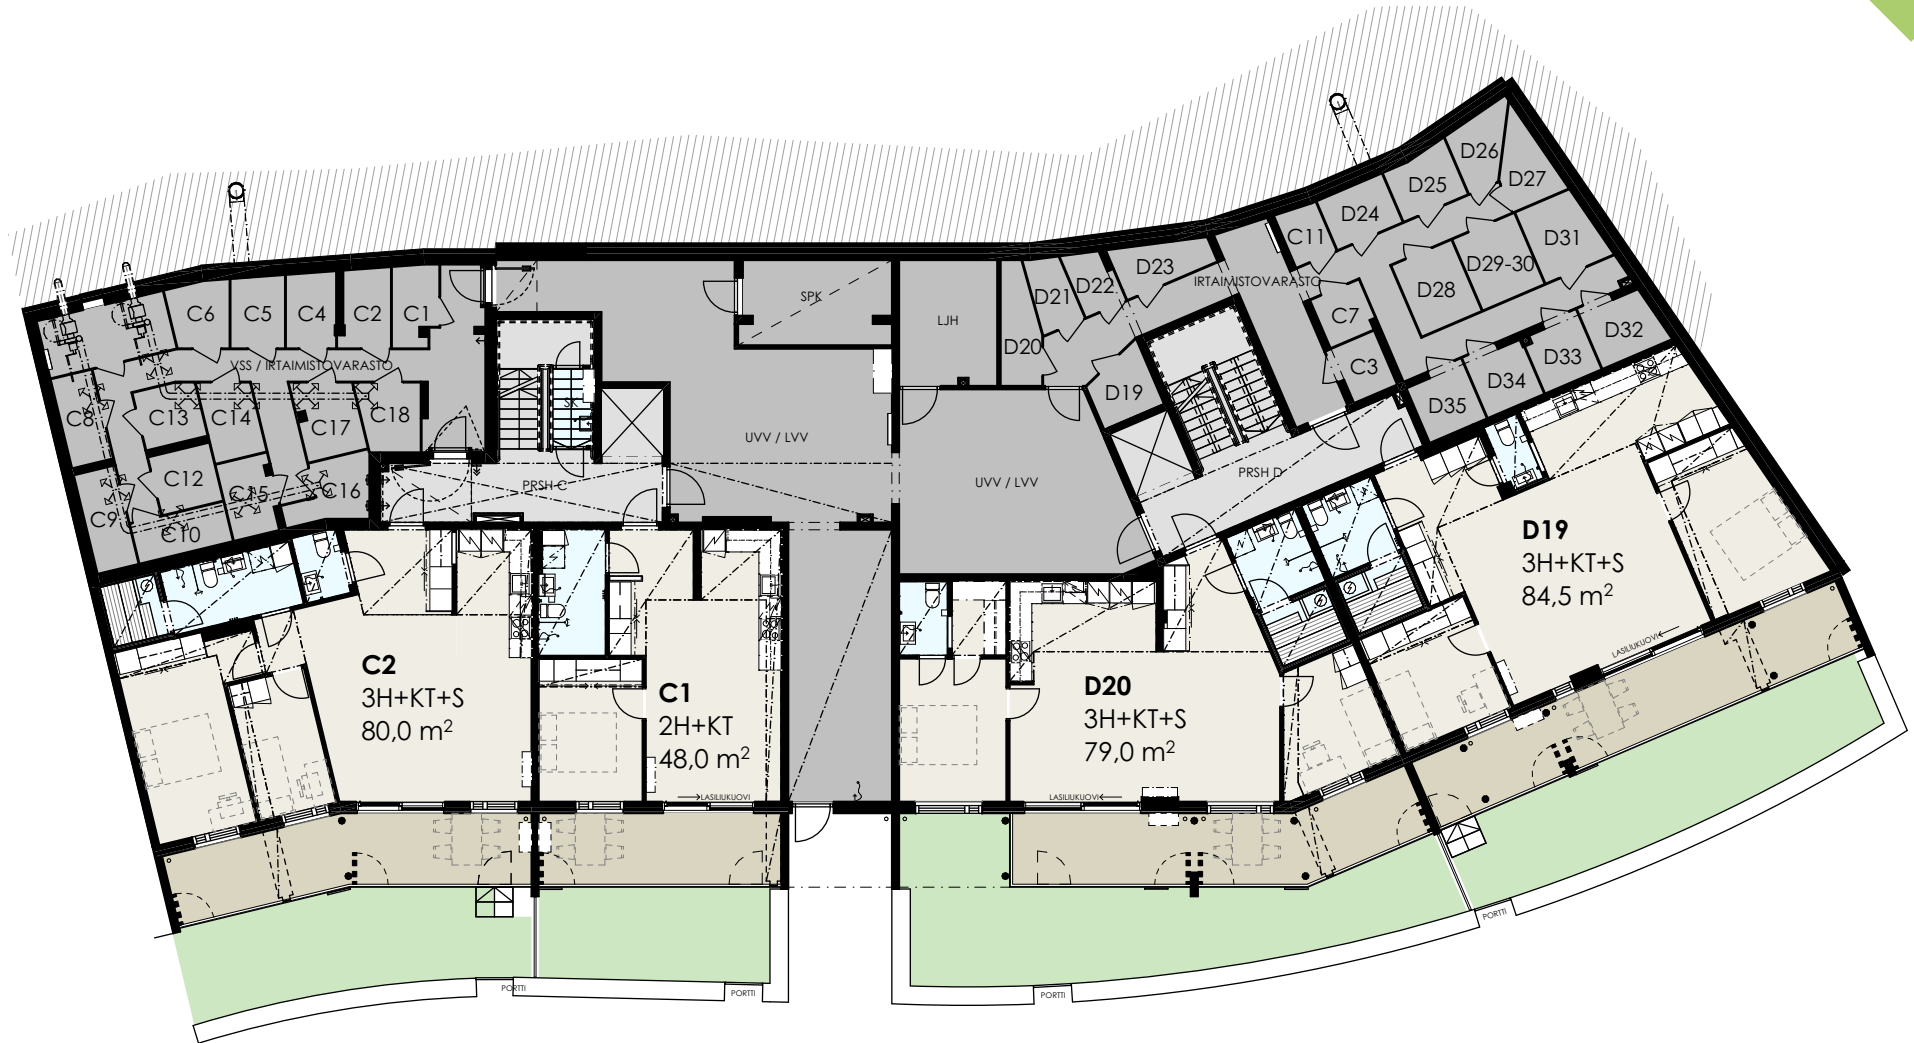 D26
D25
D27
D24
C11
D31
D29-30
D23
D22
D21
D28
IRTAIMISTOVARASTO
C6
C5
C4
C2
C1
SPK
LJH
C7
D32
D20
D33
C3
D34
D19
D35
VSS / IRTAIMISTOVARASTO
C8
C13
C14
C17
C18
SK
UVV / LVV
C12
C9
C15
C16
C10
PRSH C
UVV / LVV
PRSH D
D19
3H+KT+S
84,5 m²
LASILIUKUOVI
C2
3H+KT+S
80,0 m²
C1
2H+KT
48,0 m²
LASILIUKUOVI
D20
3H+KT+S
79,0 m²
LASILIUKUOVI
PORTTI
PORTTI
PORTTI
PORTTI